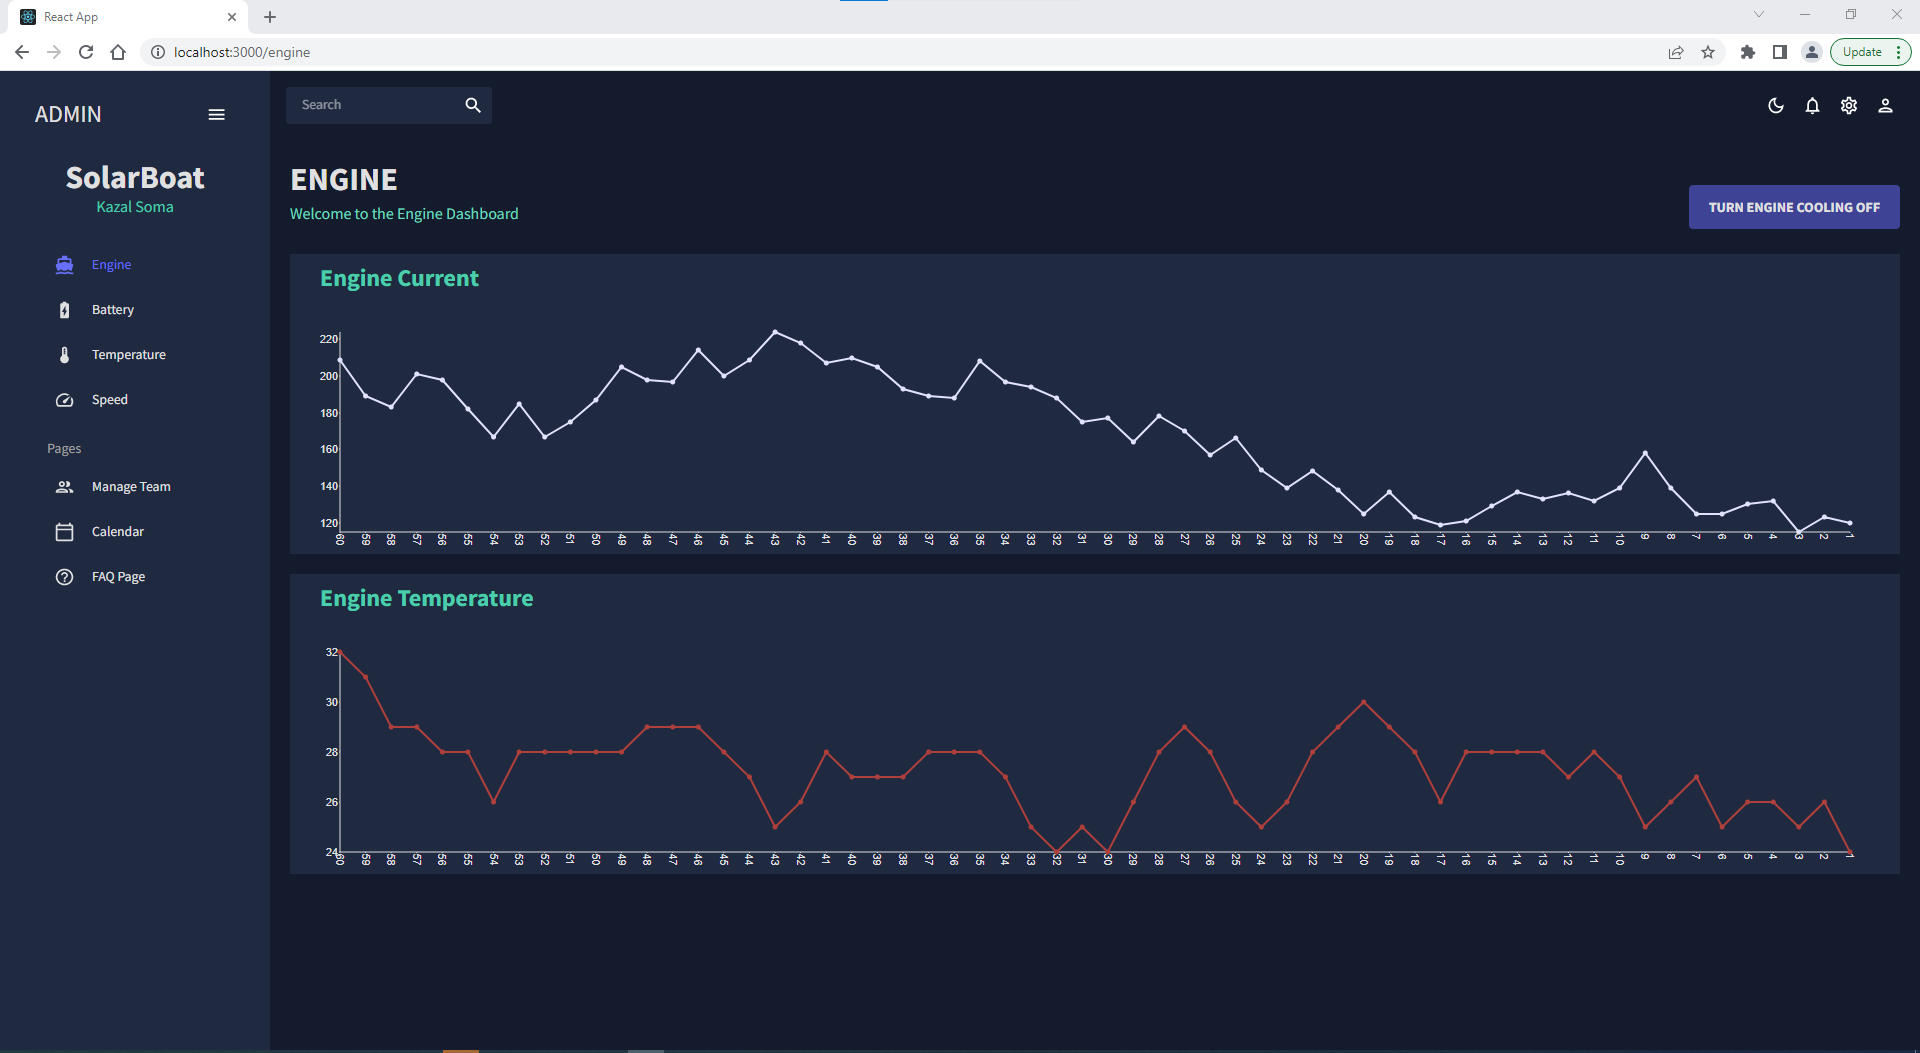 React App
localhost:3000/engine
Update
ADMIN
SolarBoat
Kazal Soma
Engine
Battery
Temperature
Speed
Pages
Manage Team
Calendar
FAQ Page
Search
ENGINE
Welcome to the Engine Dashboard
TURN ENGINE COOLING OFF
Engine Current
220
200
180
160
140
120
60 59 58 57 56 55 54 53 52 51 50 49 48 47 46 45 44 43 42 41 40 39 38 37 36 35 34 33 32 31 30 29 28 27 26 25 24 23 22 21 20 19 18 17 16 15 14 13 12 11 10 9 8 7 6 5 4 3 2 1
Engine Temperature
32
30
28
26
24
60 59 58 57 56 55 54 53 52 51 50 49 48 47 46 45 44 43 42 41 40 39 38 37 36 35 34 33 32 31 30 29 28 27 26 25 24 23 22 21 20 19 18 17 16 15 14 13 12 11 10 9 8 7 6 5 4 3 2 1